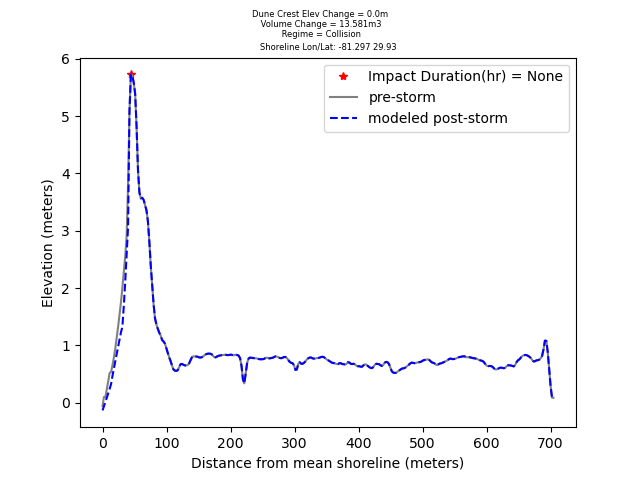 Dune Crest Elev Change = 0.0m
Volume Change = 13.581m3
Regime = Collision
Shoreline Lon/Lat: -81.297 29.93
Impact Duration(hr) = None
pre-storm
modeled post-storm
Elevation (meters)
6
5
4
3
2
1
0
0 100 200 300 400 500 600 700
Distance from mean shoreline (meters)